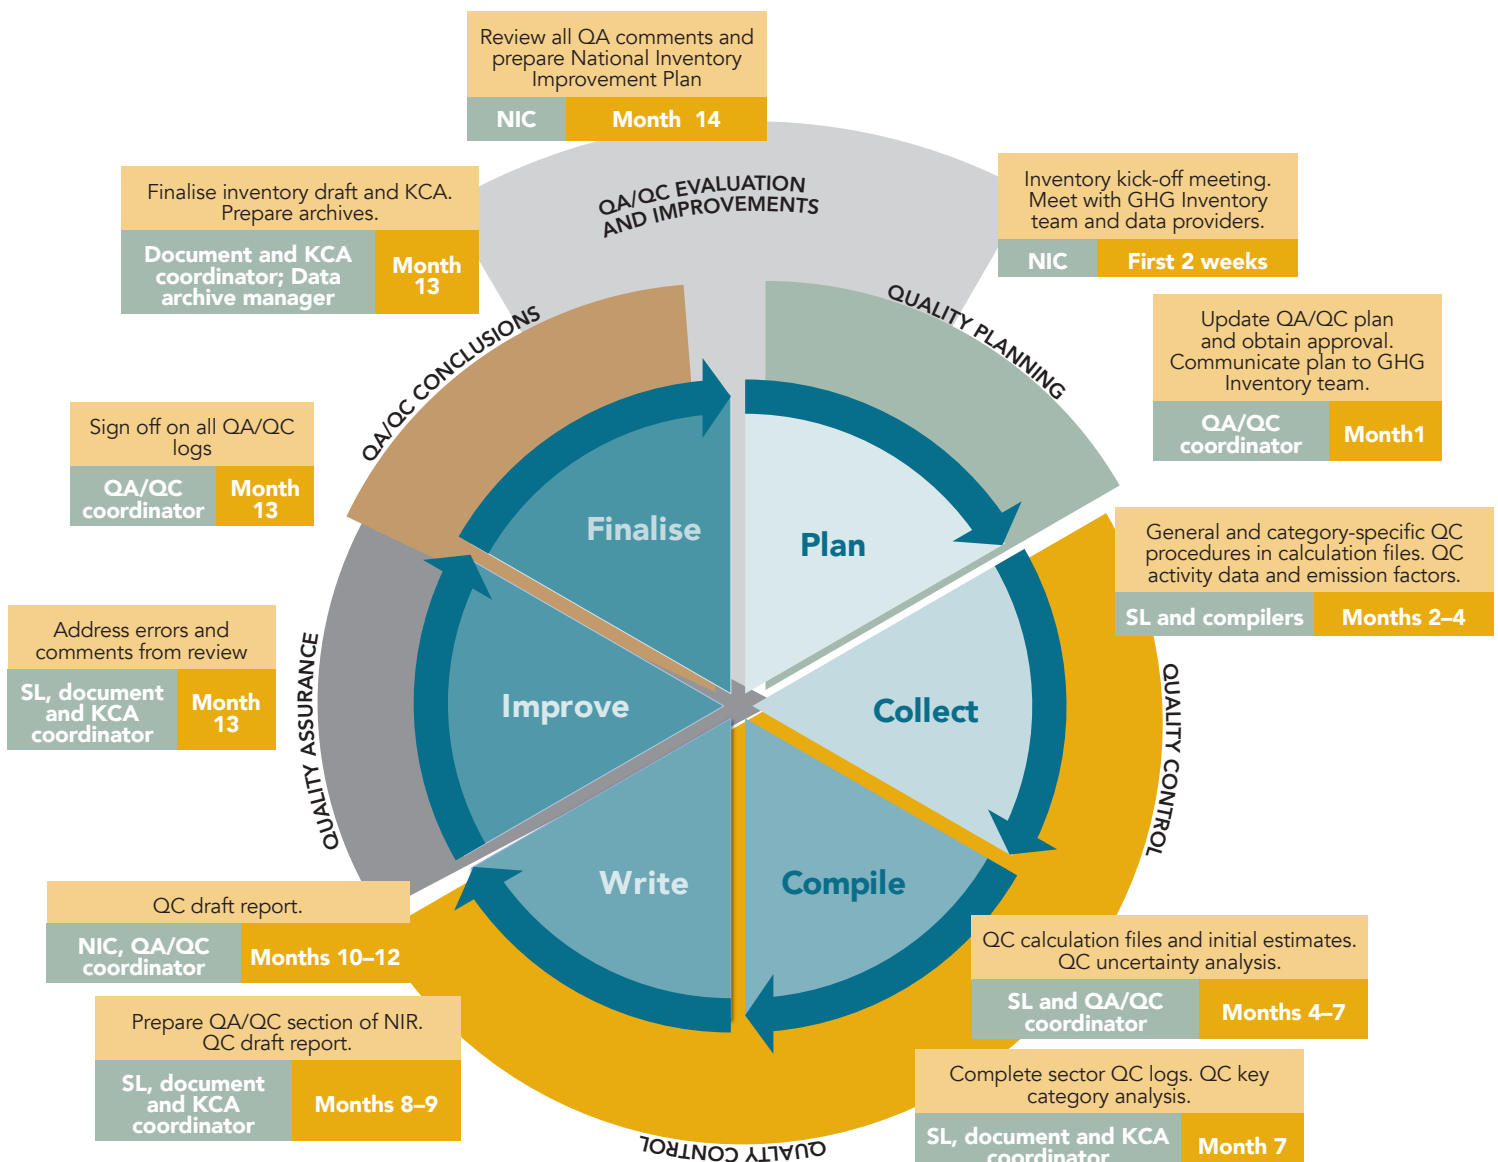 Review all QA comments and
prepare National Inventory
Improvement Plan
NIC
Month 14
QA/QC EVALUATION
AND IMPROVEMENTS
Inventory kick-off meeting.
Meet with GHG Inventory
team and data providers.
NIC
First 2 weeks
Finalise inventory draft and KCA.
Prepare archives.
Document and KCA
coordinator; Data
archive manager
Month
13
QUALITY PLANNING
Update QA/QC plan
and obtain approval.
Communicate plan to GHG
Inventory team.
QA/QC
coordinator
Month1
QA/QC CONCLUSIONS
Sign off on all QA/QC
logs
QA/QC
coordinator
Month
13
Finalise
Plan
General and category-specific QC
procedures in calculation files. QC
activity data and emission factors.
SL and compilers
Months 2–4
Address errors and
comments from review
SL, document
and KCA
coordinator
Month
13
QUALITY ASSURANCE
Improve
Collect
QUALITY CONTROL
Write
Compile
QC draft report.
NIC, QA/QC
coordinator
Months 10–12
QC calculation files and initial estimates.
QC uncertainty analysis.
SL and QA/QC
coordinator
Months 4–7
Prepare QA/QC section of NIR.
QC draft report.
SL, document
and KCA
coordinator
Months 8–9
Complete sector QC logs. QC key
category analysis.
SL, document and KCA
coordinator
Month 7
QUALTY CONTROL